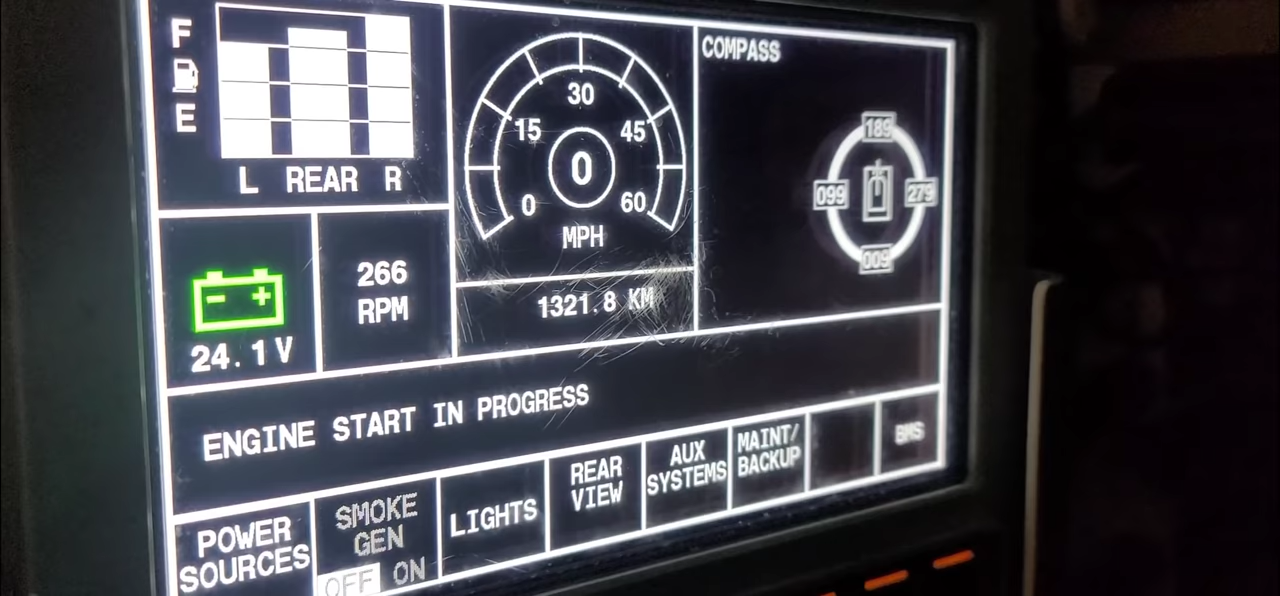 F
E
L REAR R
30
15 45
0
0 60
MPH
1321.8 KM
COMPASS
189
099 279
009
- +
24.1V
266
RPM
ENGINE START IN PROGRESS
POWER
SOURCES
SMOKE
GEN
OFF ON
LIGHTS
REAR
VIEW
AUX
SYSTEMS
MAINT/
BACKUP
BMS